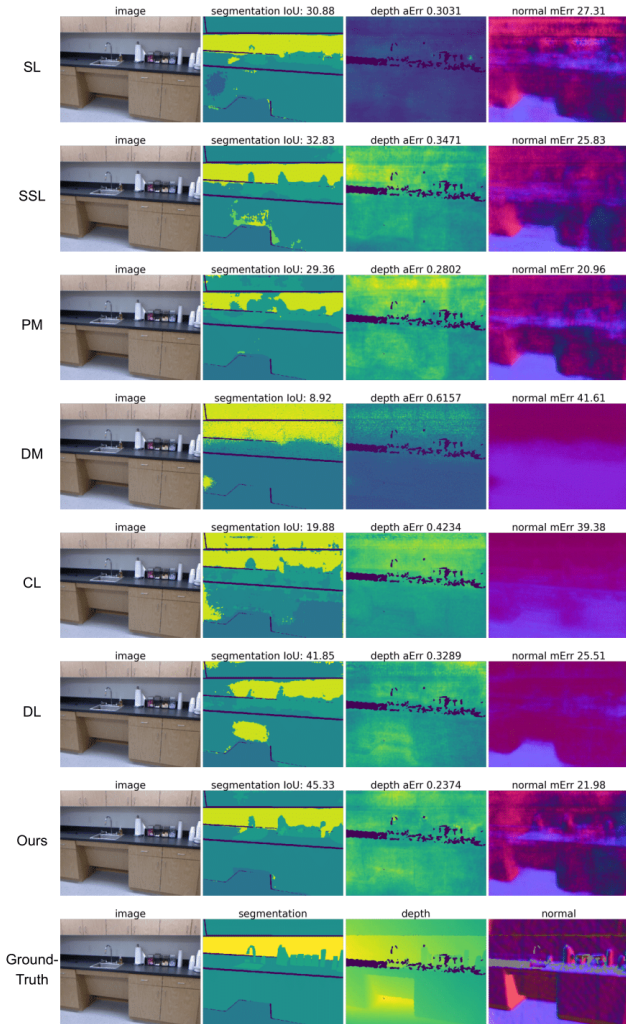 image segmentation IoU: 30.88 depth aErr 0.3031 normal mErr 27.31
SL
image segmentation IoU: 32.83 depth aErr 0.3471 normal mErr 25.83
SSL
image segmentation IoU: 29.36 depth aErr 0.2802 normal mErr 20.96
PM
image segmentation IoU: 8.92 depth aErr 0.6157 normal mErr 41.61
DM
image segmentation IoU: 19.88 depth aErr 0.4234 normal mErr 39.38
CL
image segmentation IoU: 41.85 depth aErr 0.3289 normal mErr 25.51
DL
image segmentation IoU: 45.33 depth aErr 0.2374 normal mErr 21.98
Ours
image segmentation depth normal
Ground-
Truth